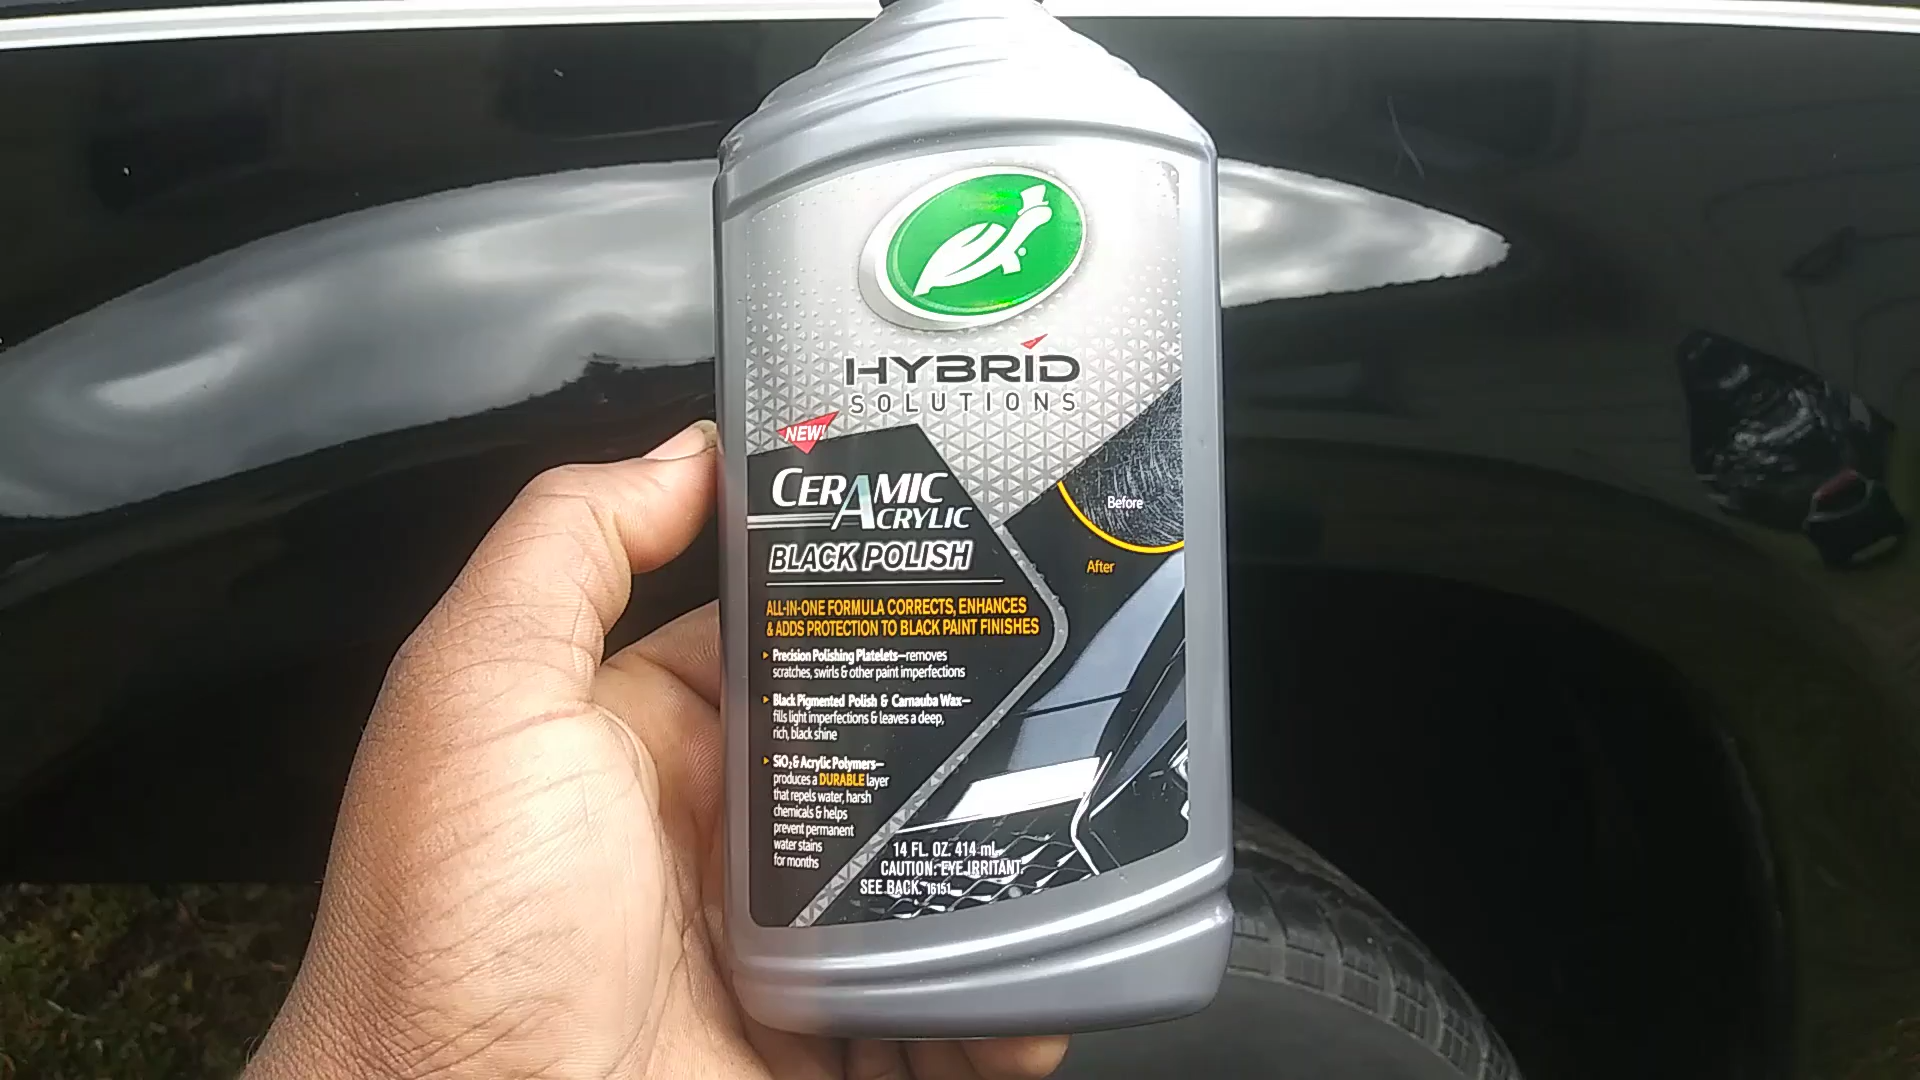 HYBRID
SOLUTIONS
NEW!
CERAMIC
ACRYLIC
BLACK POLISH
ALL-IN-ONE FORMULA CORRECTS, ENHANCES
& ADDS PROTECTION TO BLACK PAINT FINISHES
Precision Polishing Platelets—removes
scratches, swirls & other paint imperfections
Black Pigmented Polish & Carnauba Wax—
fills light imperfections & leaves a deep,
rich, black shine
SiO₂ & Acrylic Polymers—
produces a DURABLE layer
that repels water, harsh
chemicals & helps
prevent permanent
water stains
for months
Before
After
14 FL. OZ. 414 mL
CAUTION: EYE IRRITANT.
SEE BACK. 16151